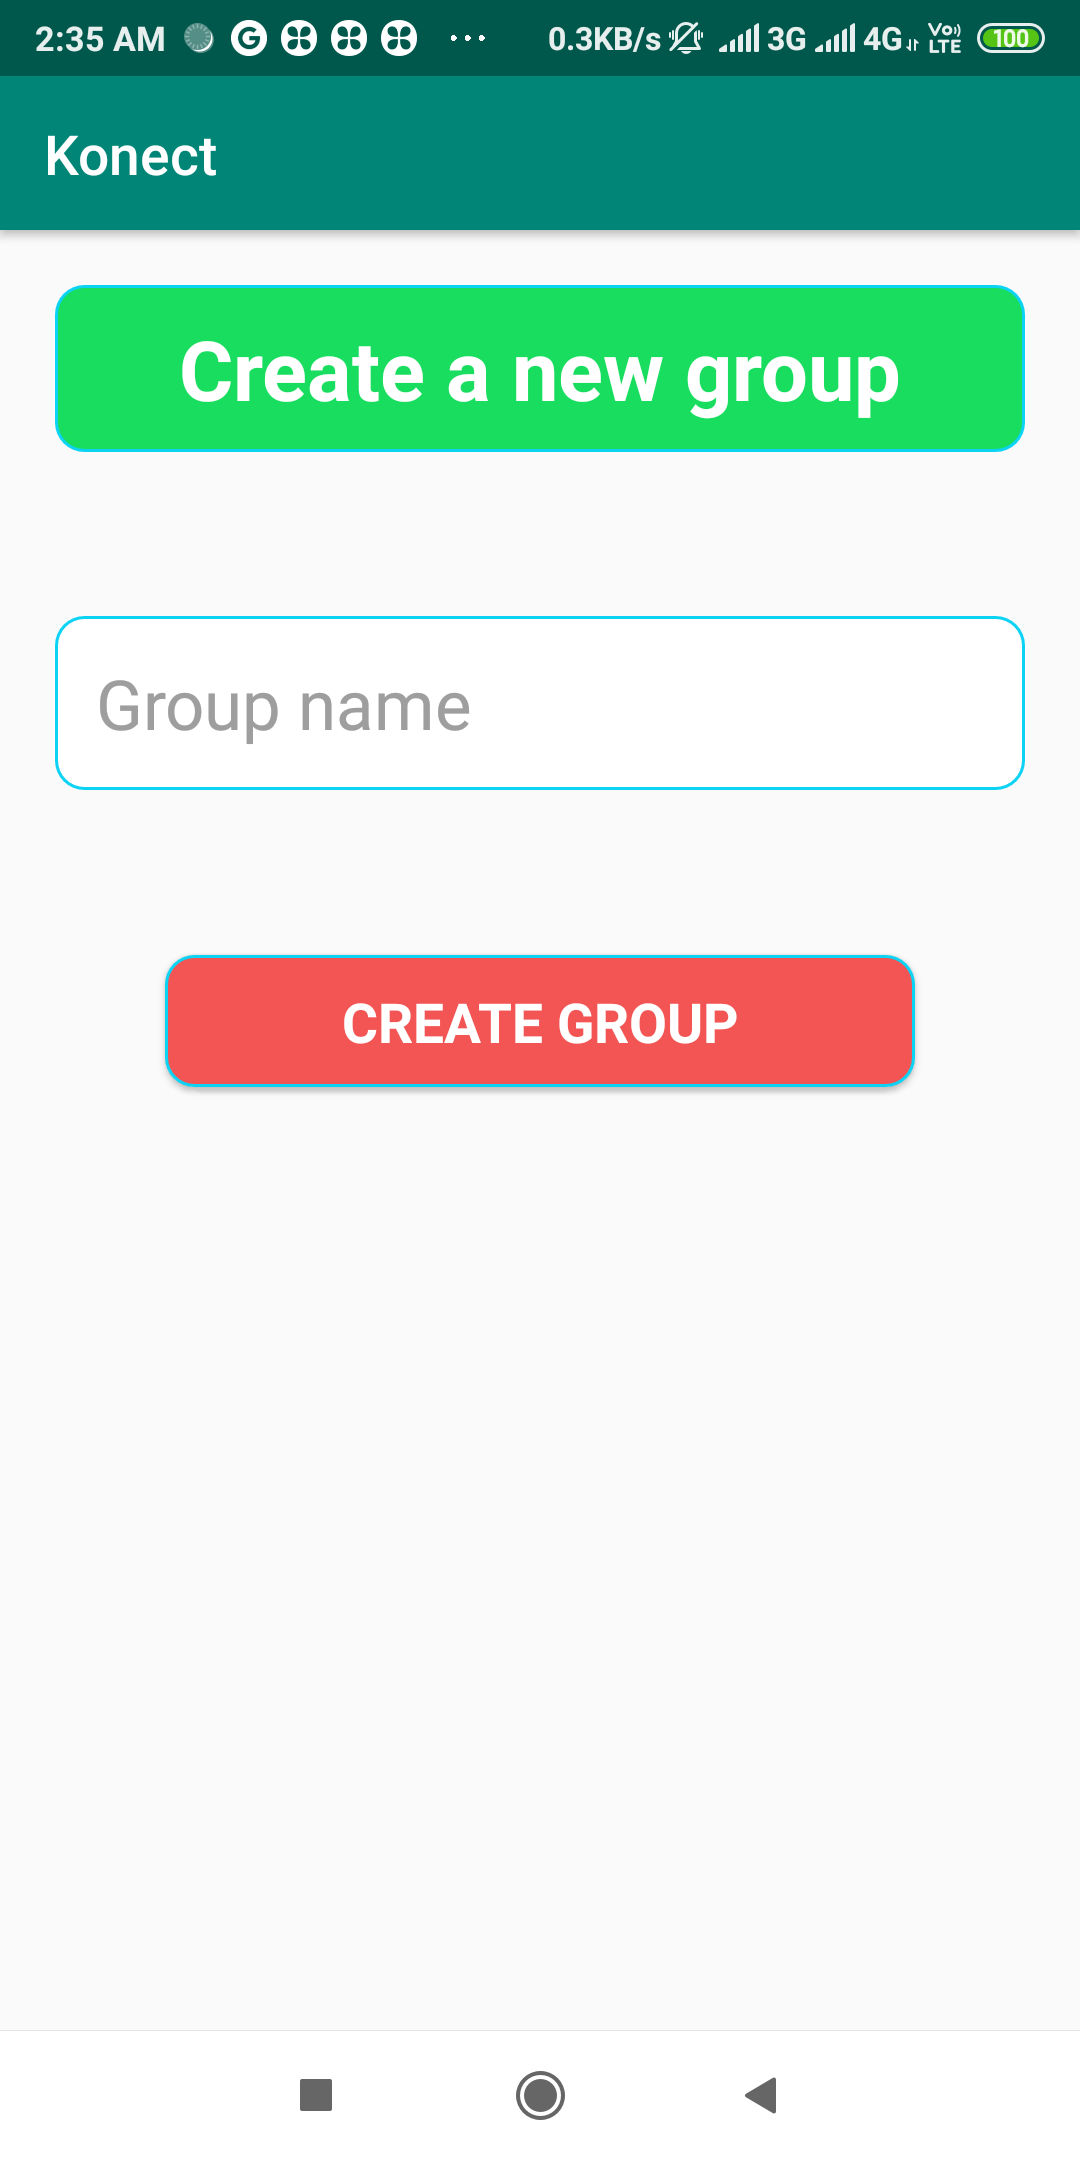 2:35 AM G ... 0.3KB/s 3G 4G Vo)) LTE 100
Konect
Create a new group
Group name
CREATE GROUP